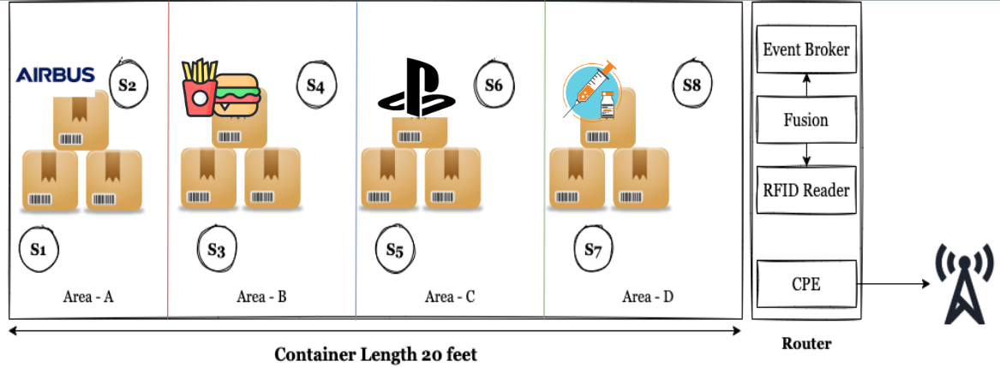 AIRBUS
S2
S4
S6
S8
Event Broker
Fusion
RFID Reader
S1
S3
S5
S7
CPE
Area - A
Area - B
Area - C
Area - D
Container Length 20 feet
Router